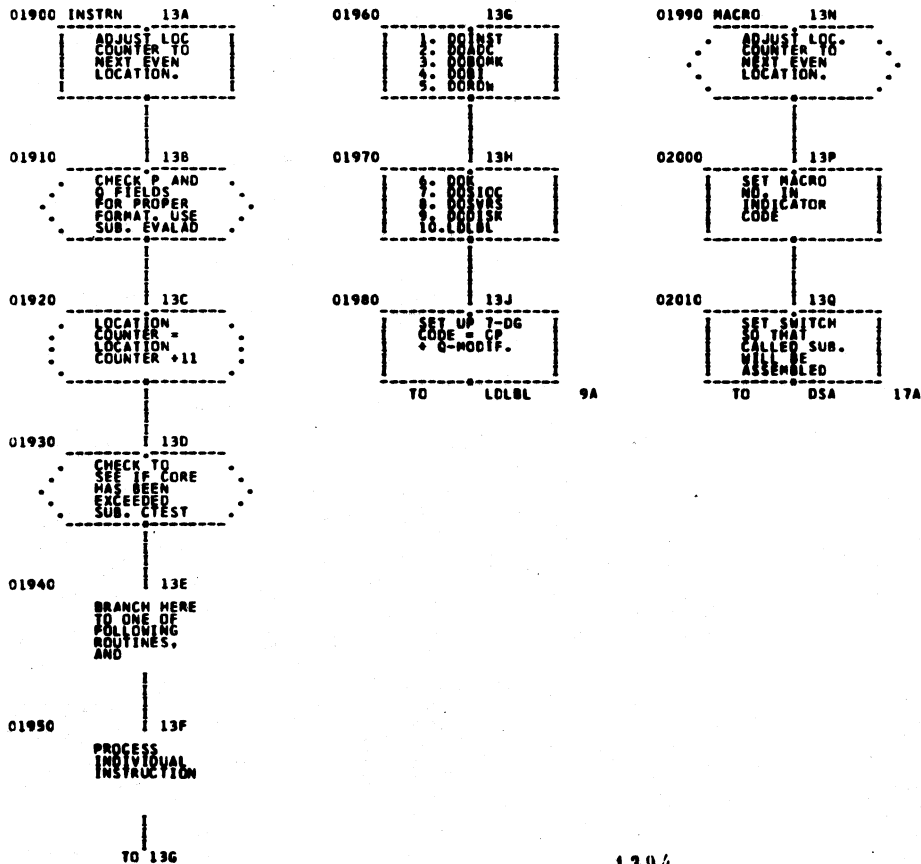 01900 INSTRN 13A
ADJUST LOC
COUNTER TO
NEXT EVEN
LOCATION.
01910 13B
CHECK P AND
Q FIELDS
FOR PROPER
FORMAT. USE
SUB. EVALAD
01920 13C
LOCATION
COUNTER =
LOCATION
COUNTER +11
01930 13D
CHECK TO
SEE IF CORE
HAS BEEN
EXCEEDED
SUB. CTEST
01940 13E
BRANCH HERE
TO ONE OF
FOLLOWING
ROUTINES,
AND
01950 13F
PROCESS
INDIVIDUAL
INSTRUCTION
TO 13G
01960 13G
1. DOINST
2. DOADC
3.
4. DOBI
5. DORDW
01970 13H
6. DOK
7. DOSIOC
8. DOSVRS
9. DODISK
10.LDLBL
01980 13J
SET UP 7-DG
CODE = CP
+ Q-MODIF.
TO LDLBL 9A
01990 MACRO 13N
ADJUST LOC.
COUNTER TO
NEXT EVEN
LOCATION.
02000 13P
SET MACRO
NO. IN
INDICATOR
CODE
02010 13Q
SET SWITCH
SO THAT
CALLED SUB.
WILL BE
ASSEMBLED
TO DSA 17A